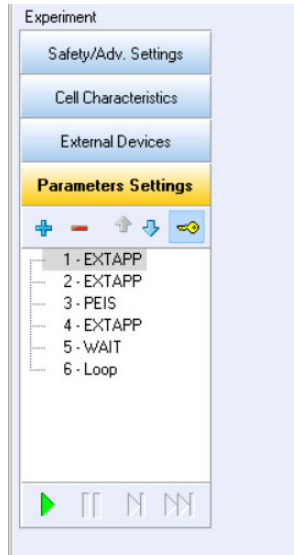 Experiment
Safety/Adv. Settings
Cell Characteristics
External Devices
Parameters Settings
1 - EXTAPP
2 - EXTAPP
3 - PEIS
4 - EXTAPP
5 - WAIT
6 - Loop